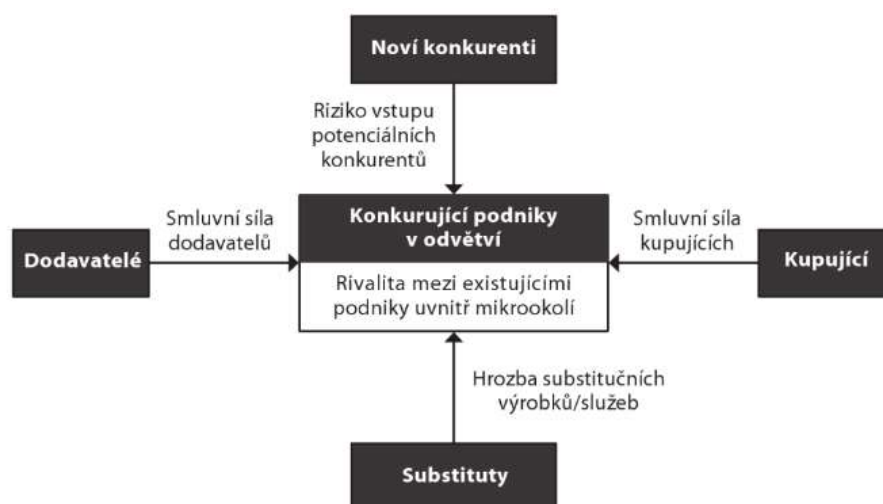 Noví konkurenti
Riziko vstupu
potenciálních
konkurentů
Smluvní síla
dodavatelů
Konkurující podniky
v odvětví
Smluvní síla
kupujících
Dodavatelé
Rivalita mezi existujícími
podniky uvnitř mikrookolí
Kupující
Hrozba substitučních
výrobků/služeb
Substituty